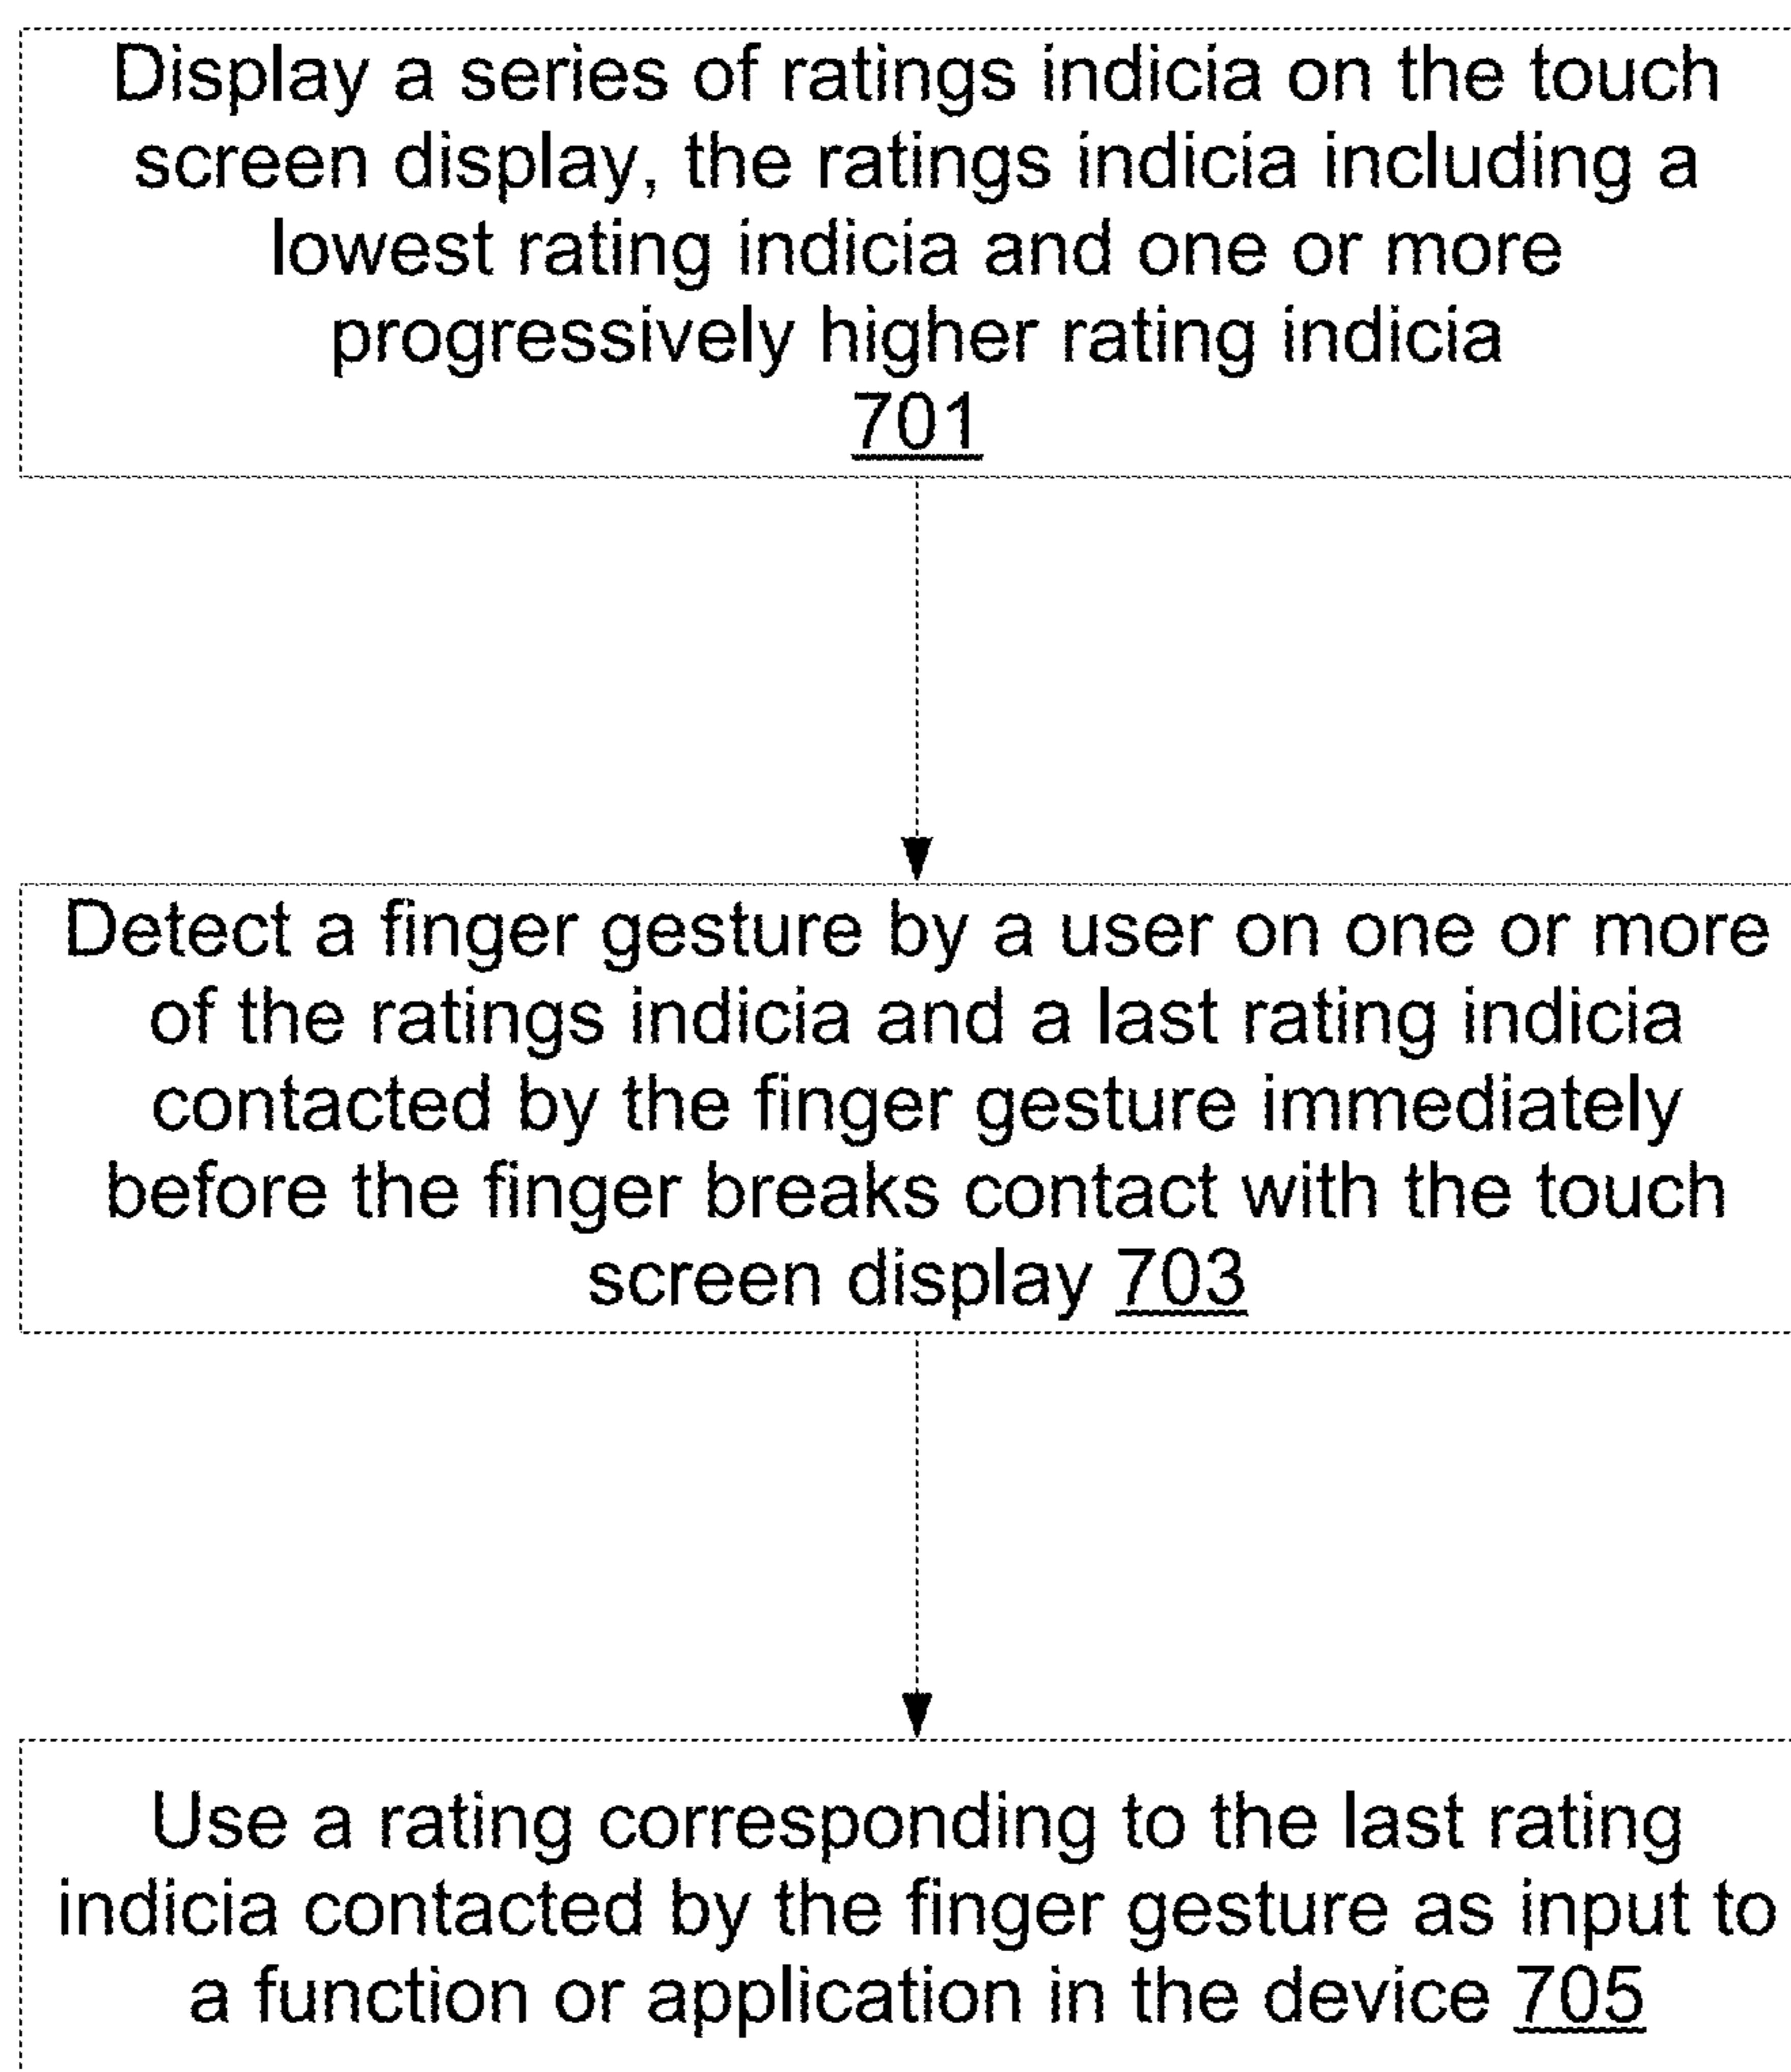 Display a series of ratings indicia on the touch
screen display, the ratings indicia including a
lowest rating indicia and one or more
progressively higher rating indicia
701
Detect a finger gesture by a user on one or more
of the ratings indicia and a last rating indicia
contacted by the finger gesture immediately
before the finger breaks contact with the touch
screen display 703
Use a rating corresponding to the last rating
indicia contacted by the finger gesture as input to
a function or application in the device 705